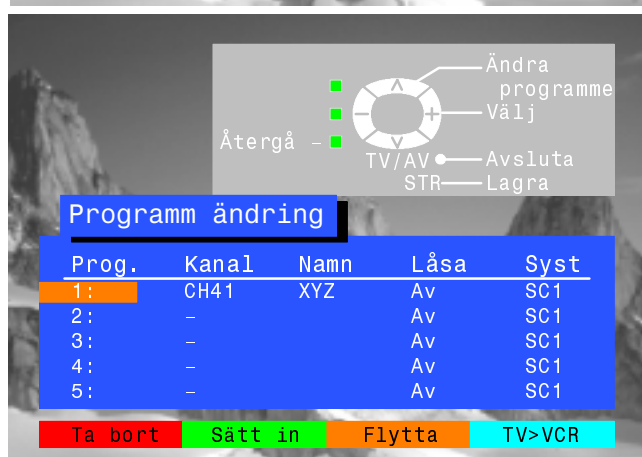 Ändra
programme
Välj
Återgå –
TV/AV Avsluta
STR Lagra
Programm ändring
Prog. Kanal Namn Låsa Syst
1: CH41 XYZ Av SC1
2: – Av SC1
3: – Av SC1
4: – Av SC1
5: – Av SC1
Ta bort Sätt in Flytta TV>VCR